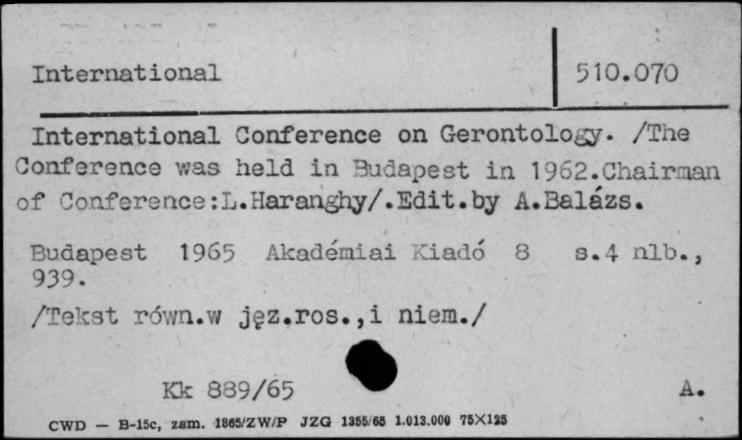 International 510.070
International Conference on Gerontology. /The
Conference was held in Budapest in 1962.Chairman
of Conference:L.Haranghy/.Edit.by A.Balázs.
Budapest 1965 Akadémiai Kiadó 8 s.4 nlb.,
939.
/Tekst równ.w jęz.ros.,i niem./
Kk 889/65 A.
CWD — B-15c, zam. 1865/ZW/P JZG 1355/65 1.013.000 75X125